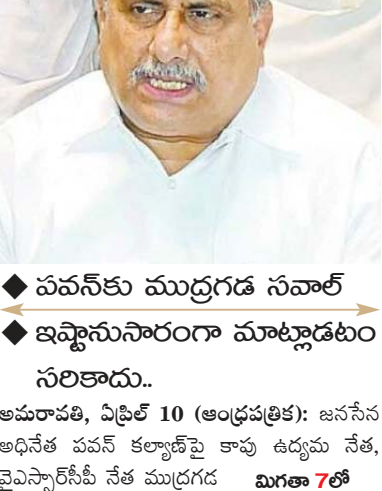 ◆ పవన్‌కు ముద్రగడ సవాల్
◆ ఇష్టానుసారంగా మాట్లాడటం
సరికాదు..
అమరావతి, ఏప్రిల్ 10 (ఆంధ్రపత్రిక): జనసేన
అధినేత పవన్ కల్యాణ్‌పై కాపు ఉద్యమ నేత,
వైఎస్సార్‌సీపీ నేత ముద్రగడ మిగతా 7లో